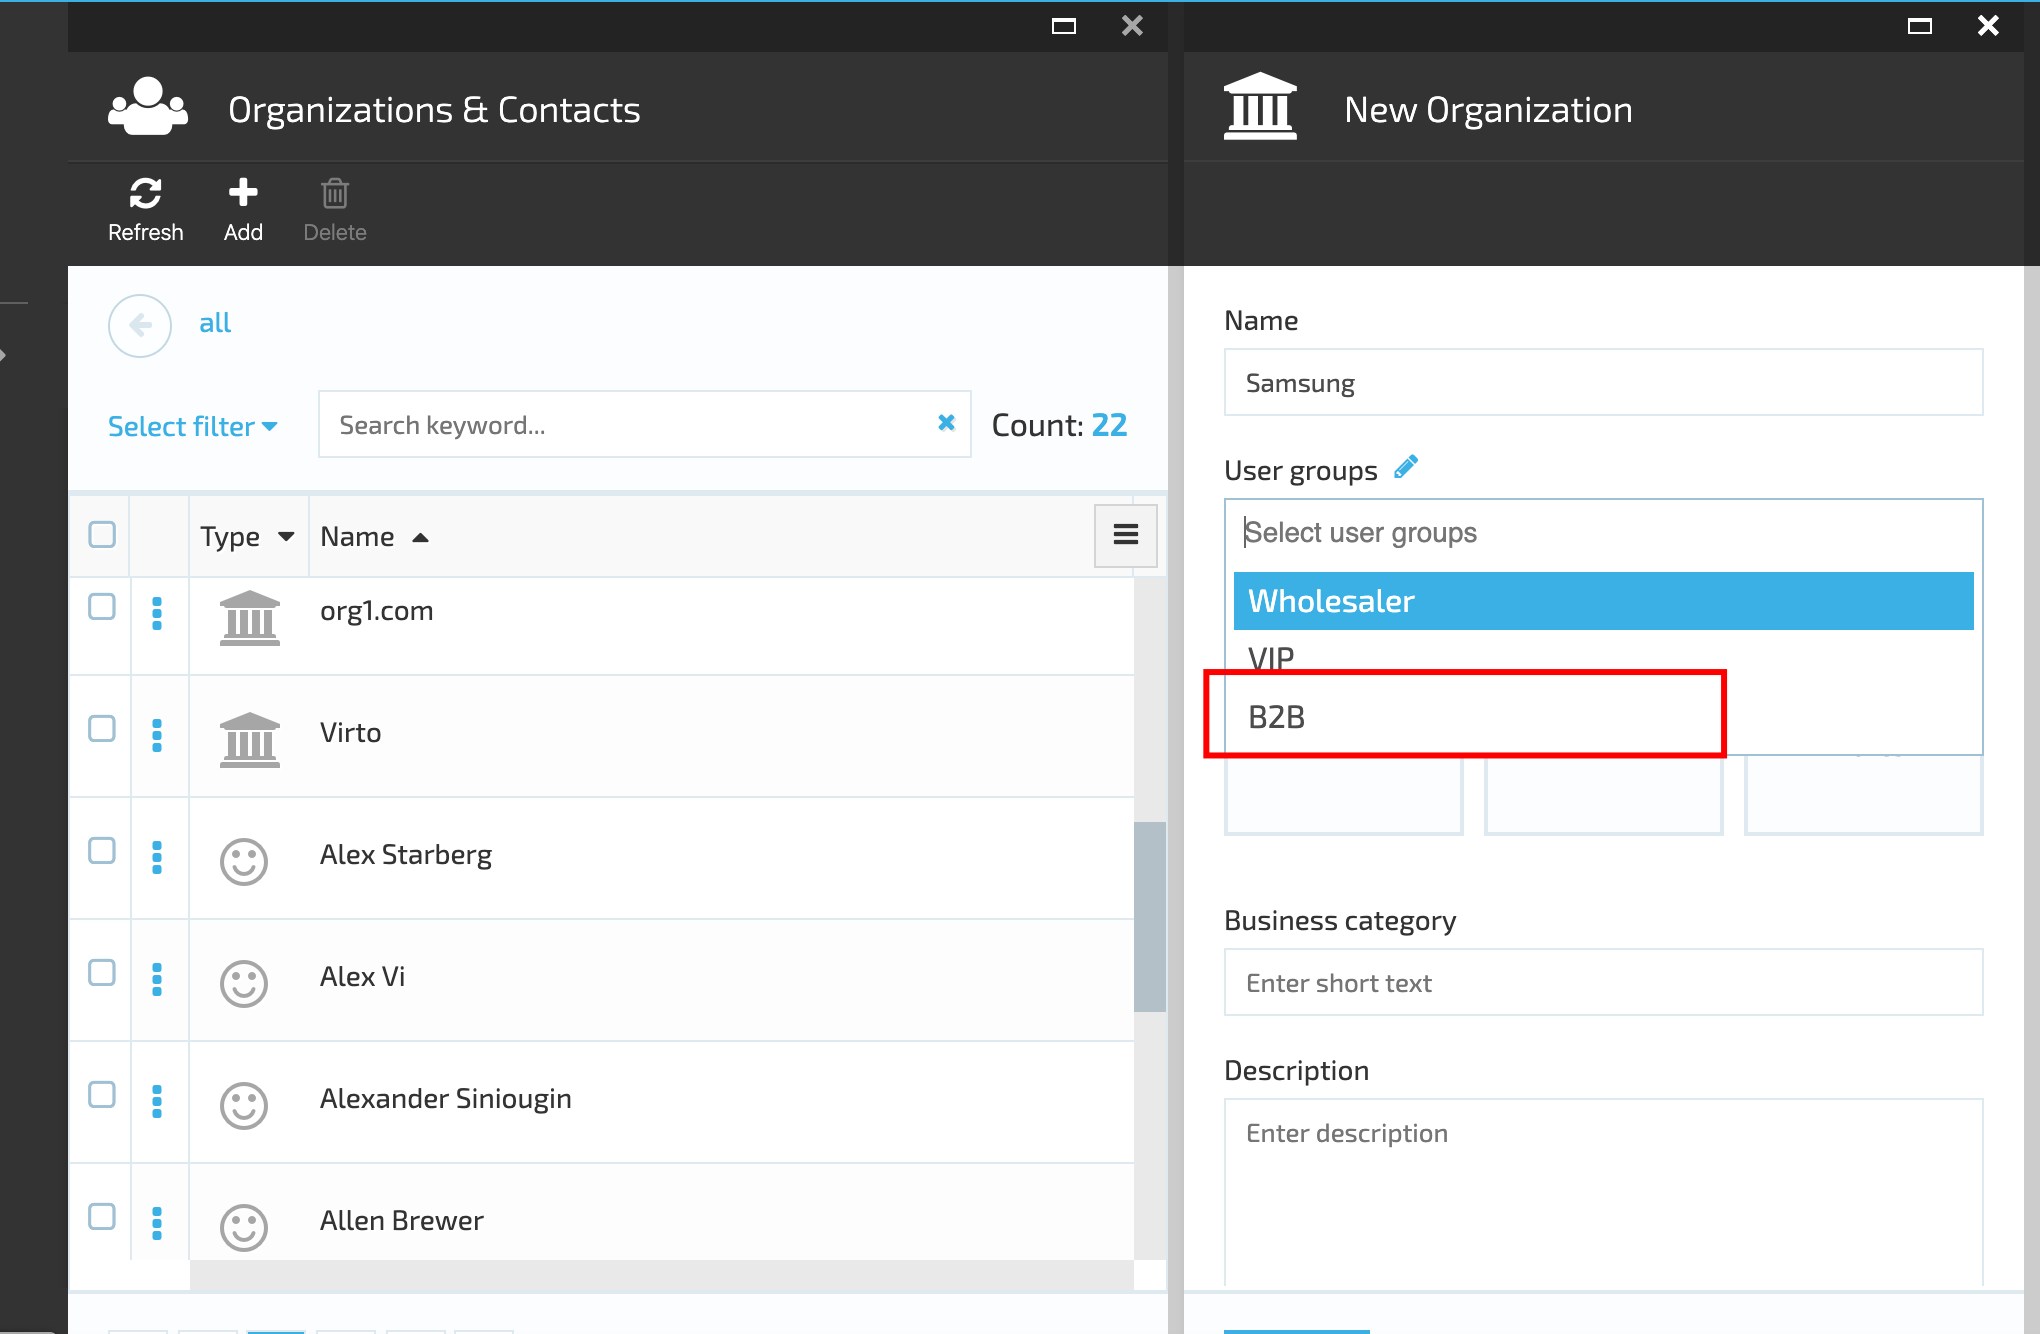 Organizations & Contacts
Refresh
Add
Delete
all
Select filter
Search keyword...
Count: 22
Type
Name
org1.com
Virto
Alex Starberg
Alex Vi
Alexander Siniougin
Allen Brewer
New Organization
Name
Samsung
User groups
Select user groups
Wholesaler
VIP
B2B
Business category
Enter short text
Description
Enter description